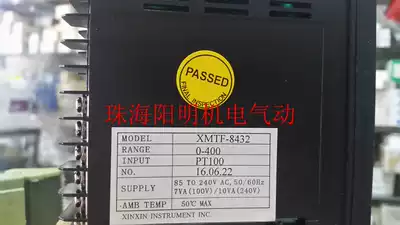 PASSED
FINAL INSPECTION
珠海阳明机电气动
MODEL XMTF-8432
RANGE 0-400
INPUT PT100
NO. 16.06.22
SUPPLY 85 TO 240V AC, 50/60Hz
7VA(100V)/10VA(240V)
AMB TEMP 50℃ MAX
XINXIN INSTRUMENT INC